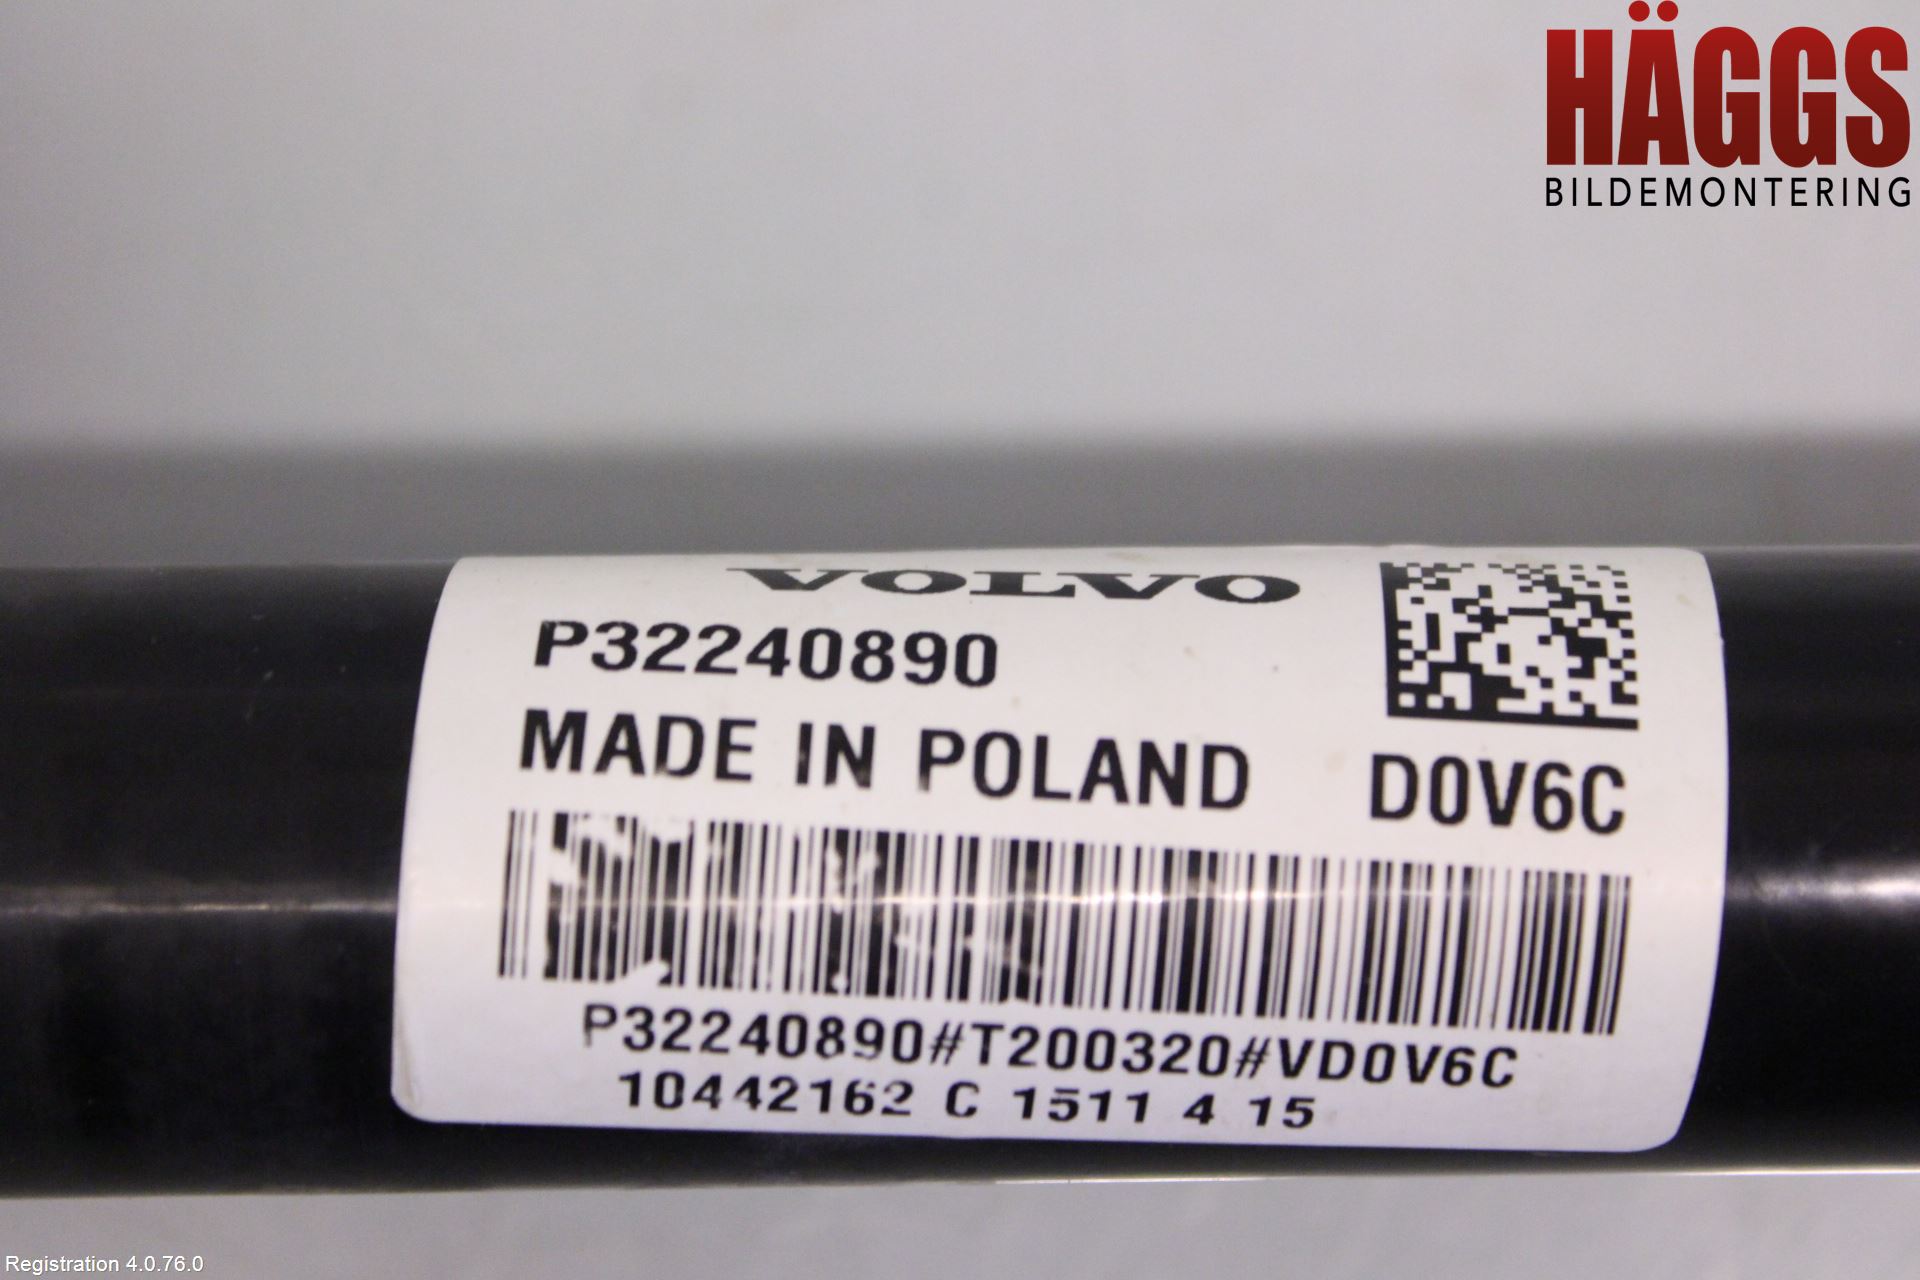 HÄGGS
BILDEMONTERING
VOLVO
P32240890
MADE IN POLAND D0V6C
P32240890#T200320#VD0V6C
10442162 C 1511 4 15
Registration 4.0.76.0